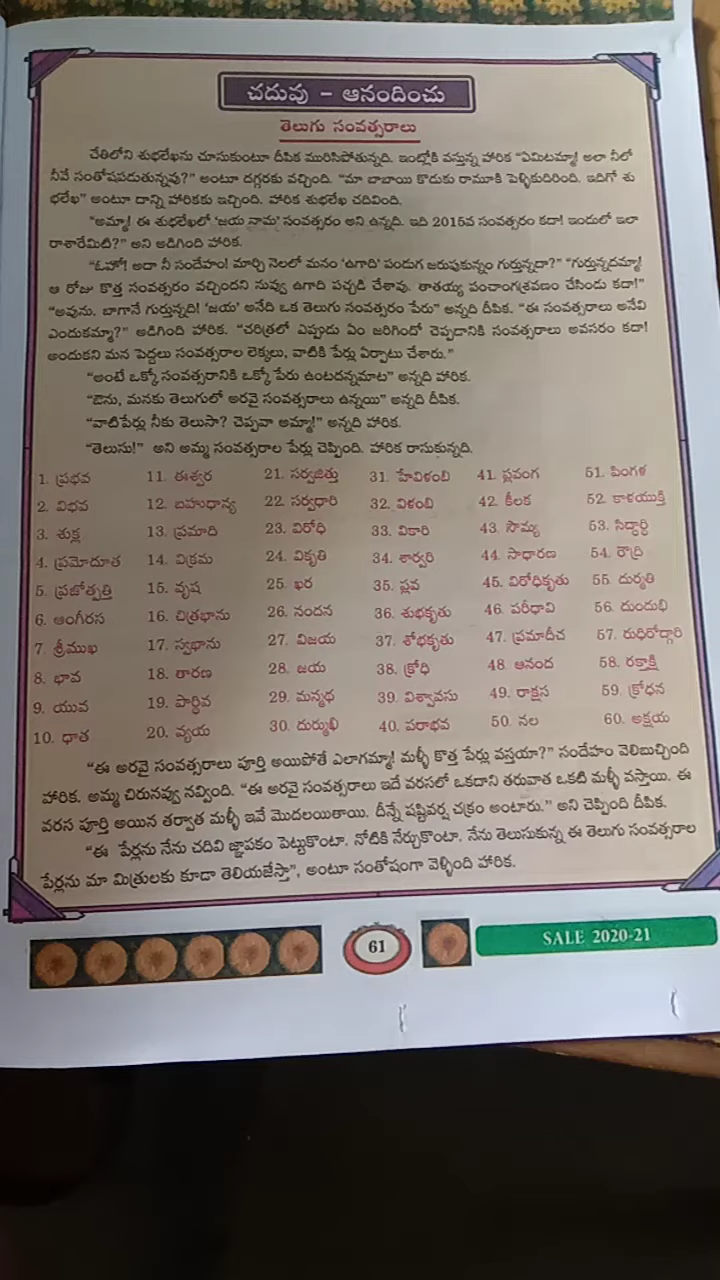 చదువు - ఆనందించు
తెలుగు సంవత్సరాలు
చేతిలోని శుభలేఖను చూసుకుంటూ దీపిక మురిసిపోతున్నది. ఇంట్లోకి వస్తున్న హారిక "ఏమిటమ్మా! అలా నీలో
నీవే సంతోషపడుతున్నవు?" అంటూ దగ్గరకు వచ్చింది. "మా బాబాయి కొడుకు రామూకి పెళ్ళికుదిరింది. ఇదిగో శు
భలేఖ" అంటూ దాన్ని హారికకు ఇచ్చింది. హారిక శుభలేఖ చదివింది.
"అమ్మా! ఈ శుభలేఖలో 'జయ నామ' సంవత్సరం అని ఉన్నది. ఇది 2015వ సంవత్సరం కదా! ఇందులో ఇలా
రాశారేమిటి?" అని అడిగింది హారిక.
"ఓహో! అదా నీ సందేహం! మార్చి నెలలో మనం 'ఉగాది' పండుగ జరుపుకున్నం గుర్తున్నదా?" "గుర్తున్నదమ్మా!
ఆ రోజు కొత్త సంవత్సరం వచ్చిందని నువ్వు ఉగాది పచ్చడి చేశావు. తాతయ్య పంచాంగశ్రవణం చేసిండు కదా!"
"అవును. బాగానే గుర్తున్నది! 'జయ' అనేది ఒక తెలుగు సంవత్సరం పేరు" అన్నది దీపిక. "ఈ సంవత్సరాలు అనేవి
ఎందుకమ్మా?" అడిగింది హారిక. "చరిత్రలో ఎప్పుడు ఏం జరిగిందో చెప్పడానికి సంవత్సరాలు అవసరం కదా!
అందుకని మన పెద్దలు సంవత్సరాల లెక్కలు, వాటికి పేర్లు ఏర్పాటు చేశారు."
"అంటే ఒక్కో సంవత్సరానికి ఒక్కో పేరు ఉంటదన్నమాట" అన్నది హారిక.
"ఔను, మనకు తెలుగులో అరవై సంవత్సరాలు ఉన్నయి" అన్నది దీపిక.
"వాటిపేర్లు నీకు తెలుసా? చెప్పవా అమ్మా!" అన్నది హారిక.
"తెలుసు!" అని అమ్మ సంవత్సరాల పేర్లు చెప్పింది. హారిక రాసుకున్నది.
1. ప్రభవ 11. ఈశ్వర 21. సర్వజిత్తు 31. హేవిళంబి 41. ప్లవంగ 51. పింగళ
2. విభవ 12. బహుధాన్య 22. సర్వధారి 32. విళంబి 42. కీలక 52. కాళయుక్తి
3. శుక్ల 13. ప్రమాది 23. విరోధి 33. వికారి 43. సౌమ్య 53. సిద్ధార్థి
4. ప్రమోదూత 14. విక్రమ 24. వికృతి 34. శార్వరి 44. సాధారణ 54. రౌద్రి
5. ప్రజోత్పత్తి 15. వృష 25. ఖర 35. ప్లవ 45. విరోధికృతు 55. దుర్మతి
6. ఆంగీరస 16. చిత్రభాను 26. నందన 36. శుభకృతు 46. పరీధావి 56. దుందుభి
7. శ్రీముఖ 17. స్వభాను 27. విజయ 37. శోభకృతు 47. ప్రమాదీచ 57. రుధిరోద్గారి
8. భావ 18. తారణ 28. జయ 38. క్రోధి 48. ఆనంద 58. రక్తాక్షి
9. యువ 19. పార్థివ 29. మన్మథ 39. విశ్వావసు 49. రాక్షస 59. క్రోధన
10. ధాత 20. వ్యయ 30. దుర్ముఖి 40. పరాభవ 50. నల 60. అక్షయ
"ఈ అరవై సంవత్సరాలు పూర్తి అయిపోతే ఎలాగమ్మా! మళ్ళీ కొత్త పేర్లు వస్తయా?" సందేహం వెలిబుచ్చింది
హారిక. అమ్మ చిరునవ్వు నవ్వింది. "ఈ అరవై సంవత్సరాలు ఇదే వరసలో ఒకదాని తరువాత ఒకటి మళ్ళీ వస్తాయి. ఈ
వరస పూర్తి అయిన తర్వాత మళ్ళీ ఇవే మొదలయితాయి. దీన్నే షష్టివర్ష చక్రం అంటారు." అని చెప్పింది దీపిక.
"ఈ పేర్లను నేను చదివి జ్ఞాపకం పెట్టుకొంటా. నోటికి నేర్చుకొంటా. నేను తెలుసుకున్న ఈ తెలుగు సంవత్సరాల
పేర్లను మా మిత్రులకు కూడా తెలియజేస్తా", అంటూ సంతోషంగా వెళ్ళింది హారిక.
61
SALE 2020-21